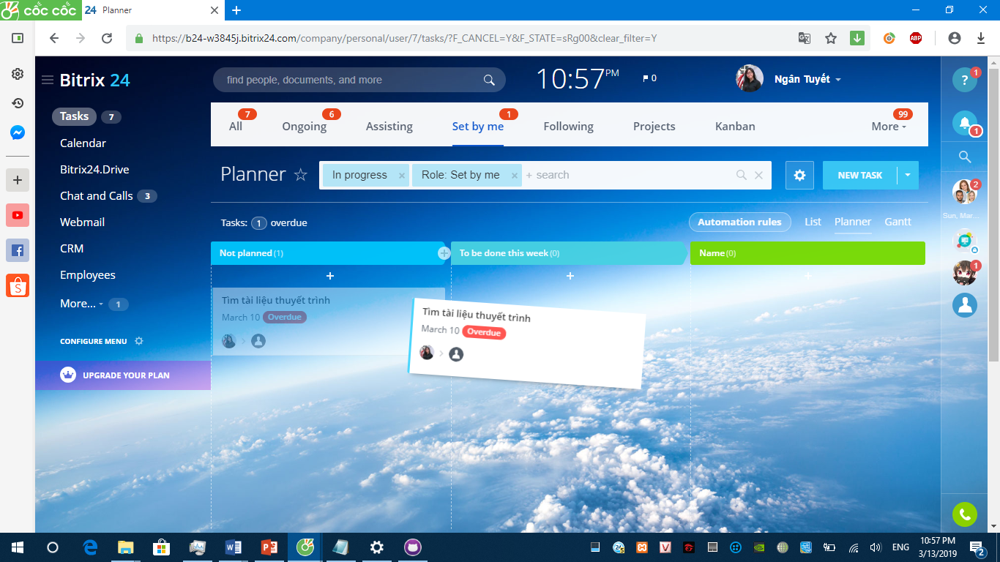 cốc cốc
24 Planner
https://b24-w3845j.bitrix24.com/company/personal/user/7/tasks/?F_CANCEL=Y&F_STATE=sRg00&clear_filter=Y
ABP
Bitrix 24
find people, documents, and more
10:57 PM
0
Ngân Tuyết
? 1
1
Tasks 7
Calendar
Bitrix24.Drive
Chat and Calls 3
Webmail
CRM
Employees
More... 1
CONFIGURE MENU
UPGRADE YOUR PLAN
All 7
Ongoing 6
Assisting
Set by me 1
Following
Projects
Kanban
More 99
Planner
In progress × Role: Set by me × + search
NEW TASK
Tasks: 1 overdue
Automation rules List Planner Gantt
Not planned (1)
To be done this week (0)
Name (0)
Tìm tài liệu thuyết trình
March 10 Overdue
Tìm tài liệu thuyết trình
March 10 Overdue
2
Sun, Mar...
1
ENG
10:57 PM
3/13/2019
2